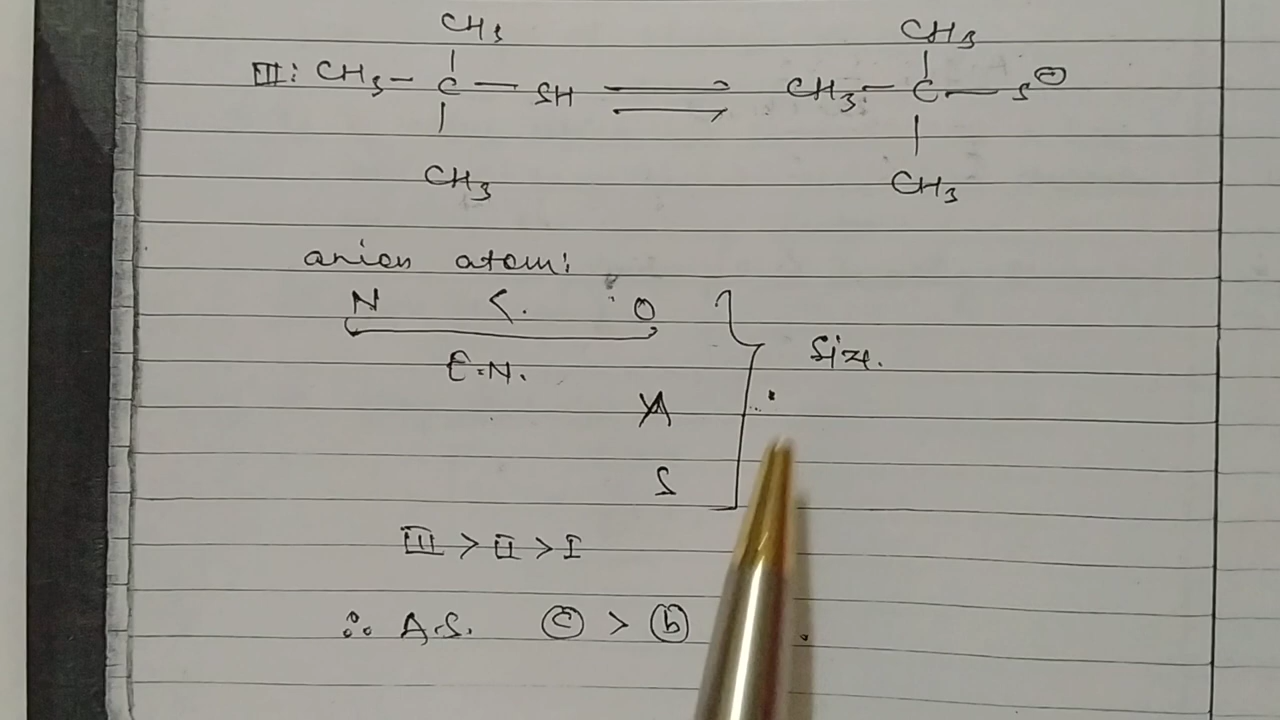 CH₃ CH₃
III: CH₃ — C — SH ⇌ CH₃ — C — S⊖
CH₃ CH₃
anion atom:
N < O
E.N. Size.
S
III > II > I
∴ A.S. ⓒ > ⓑ